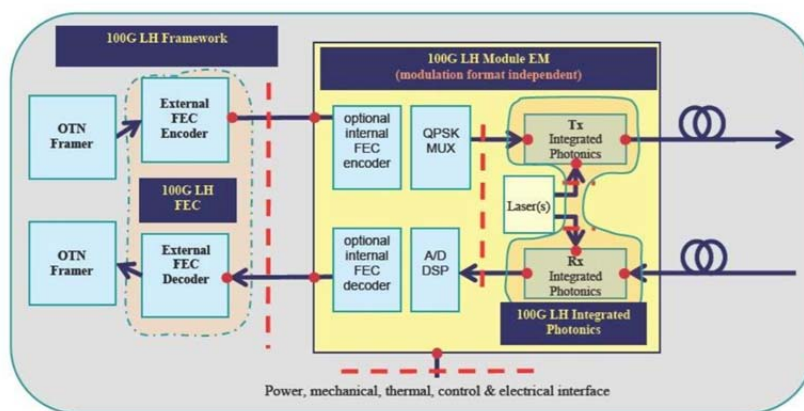 100G LH Framework
100G LH Module EM
(modulation format independent)
OTN
Framer
External
FEC
Encoder
optional
internal
FEC
encoder
QPSK
MUX
Tx
Integrated
Photonics
100G LH
FEC
Laser(s)
OTN
Framer
External
FEC
Decoder
optional
internal
FEC
decoder
A/D
DSP
Rx
Integrated
Photonics
100G LH Integrated
Photonics
Power, mechanical, thermal, control & electrical interface